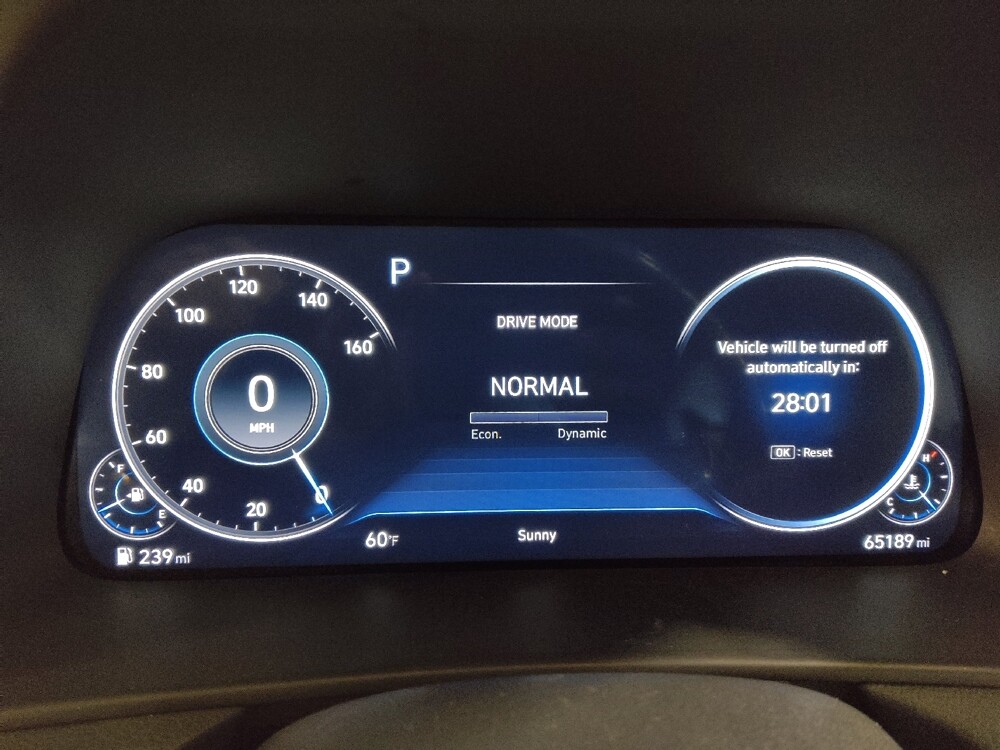 P
DRIVE MODE
NORMAL
Econ. Dynamic
160
140
120
100
80
60
40
20
0
0
MPH
F
E
239 mi
60°F
Sunny
Vehicle will be turned off
automatically in:
28:01
OK : Reset
H
C
65189 mi